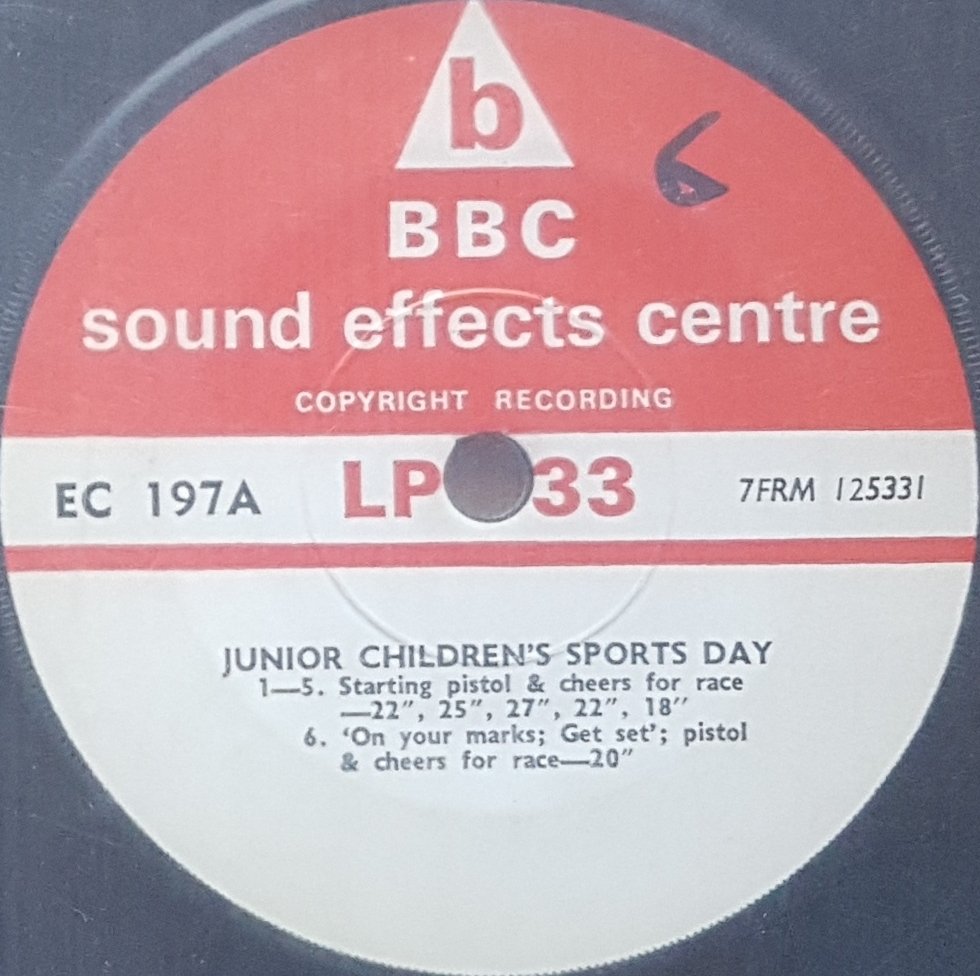 b
6
BBC
sound effects centre
COPYRIGHT RECORDING
EC 197A LP 33 7FRM 125331
JUNIOR CHILDREN'S SPORTS DAY
1—5. Starting pistol & cheers for race
—22", 25", 27", 22", 18"
6. 'On your marks; Get set'; pistol
& cheers for race—20"